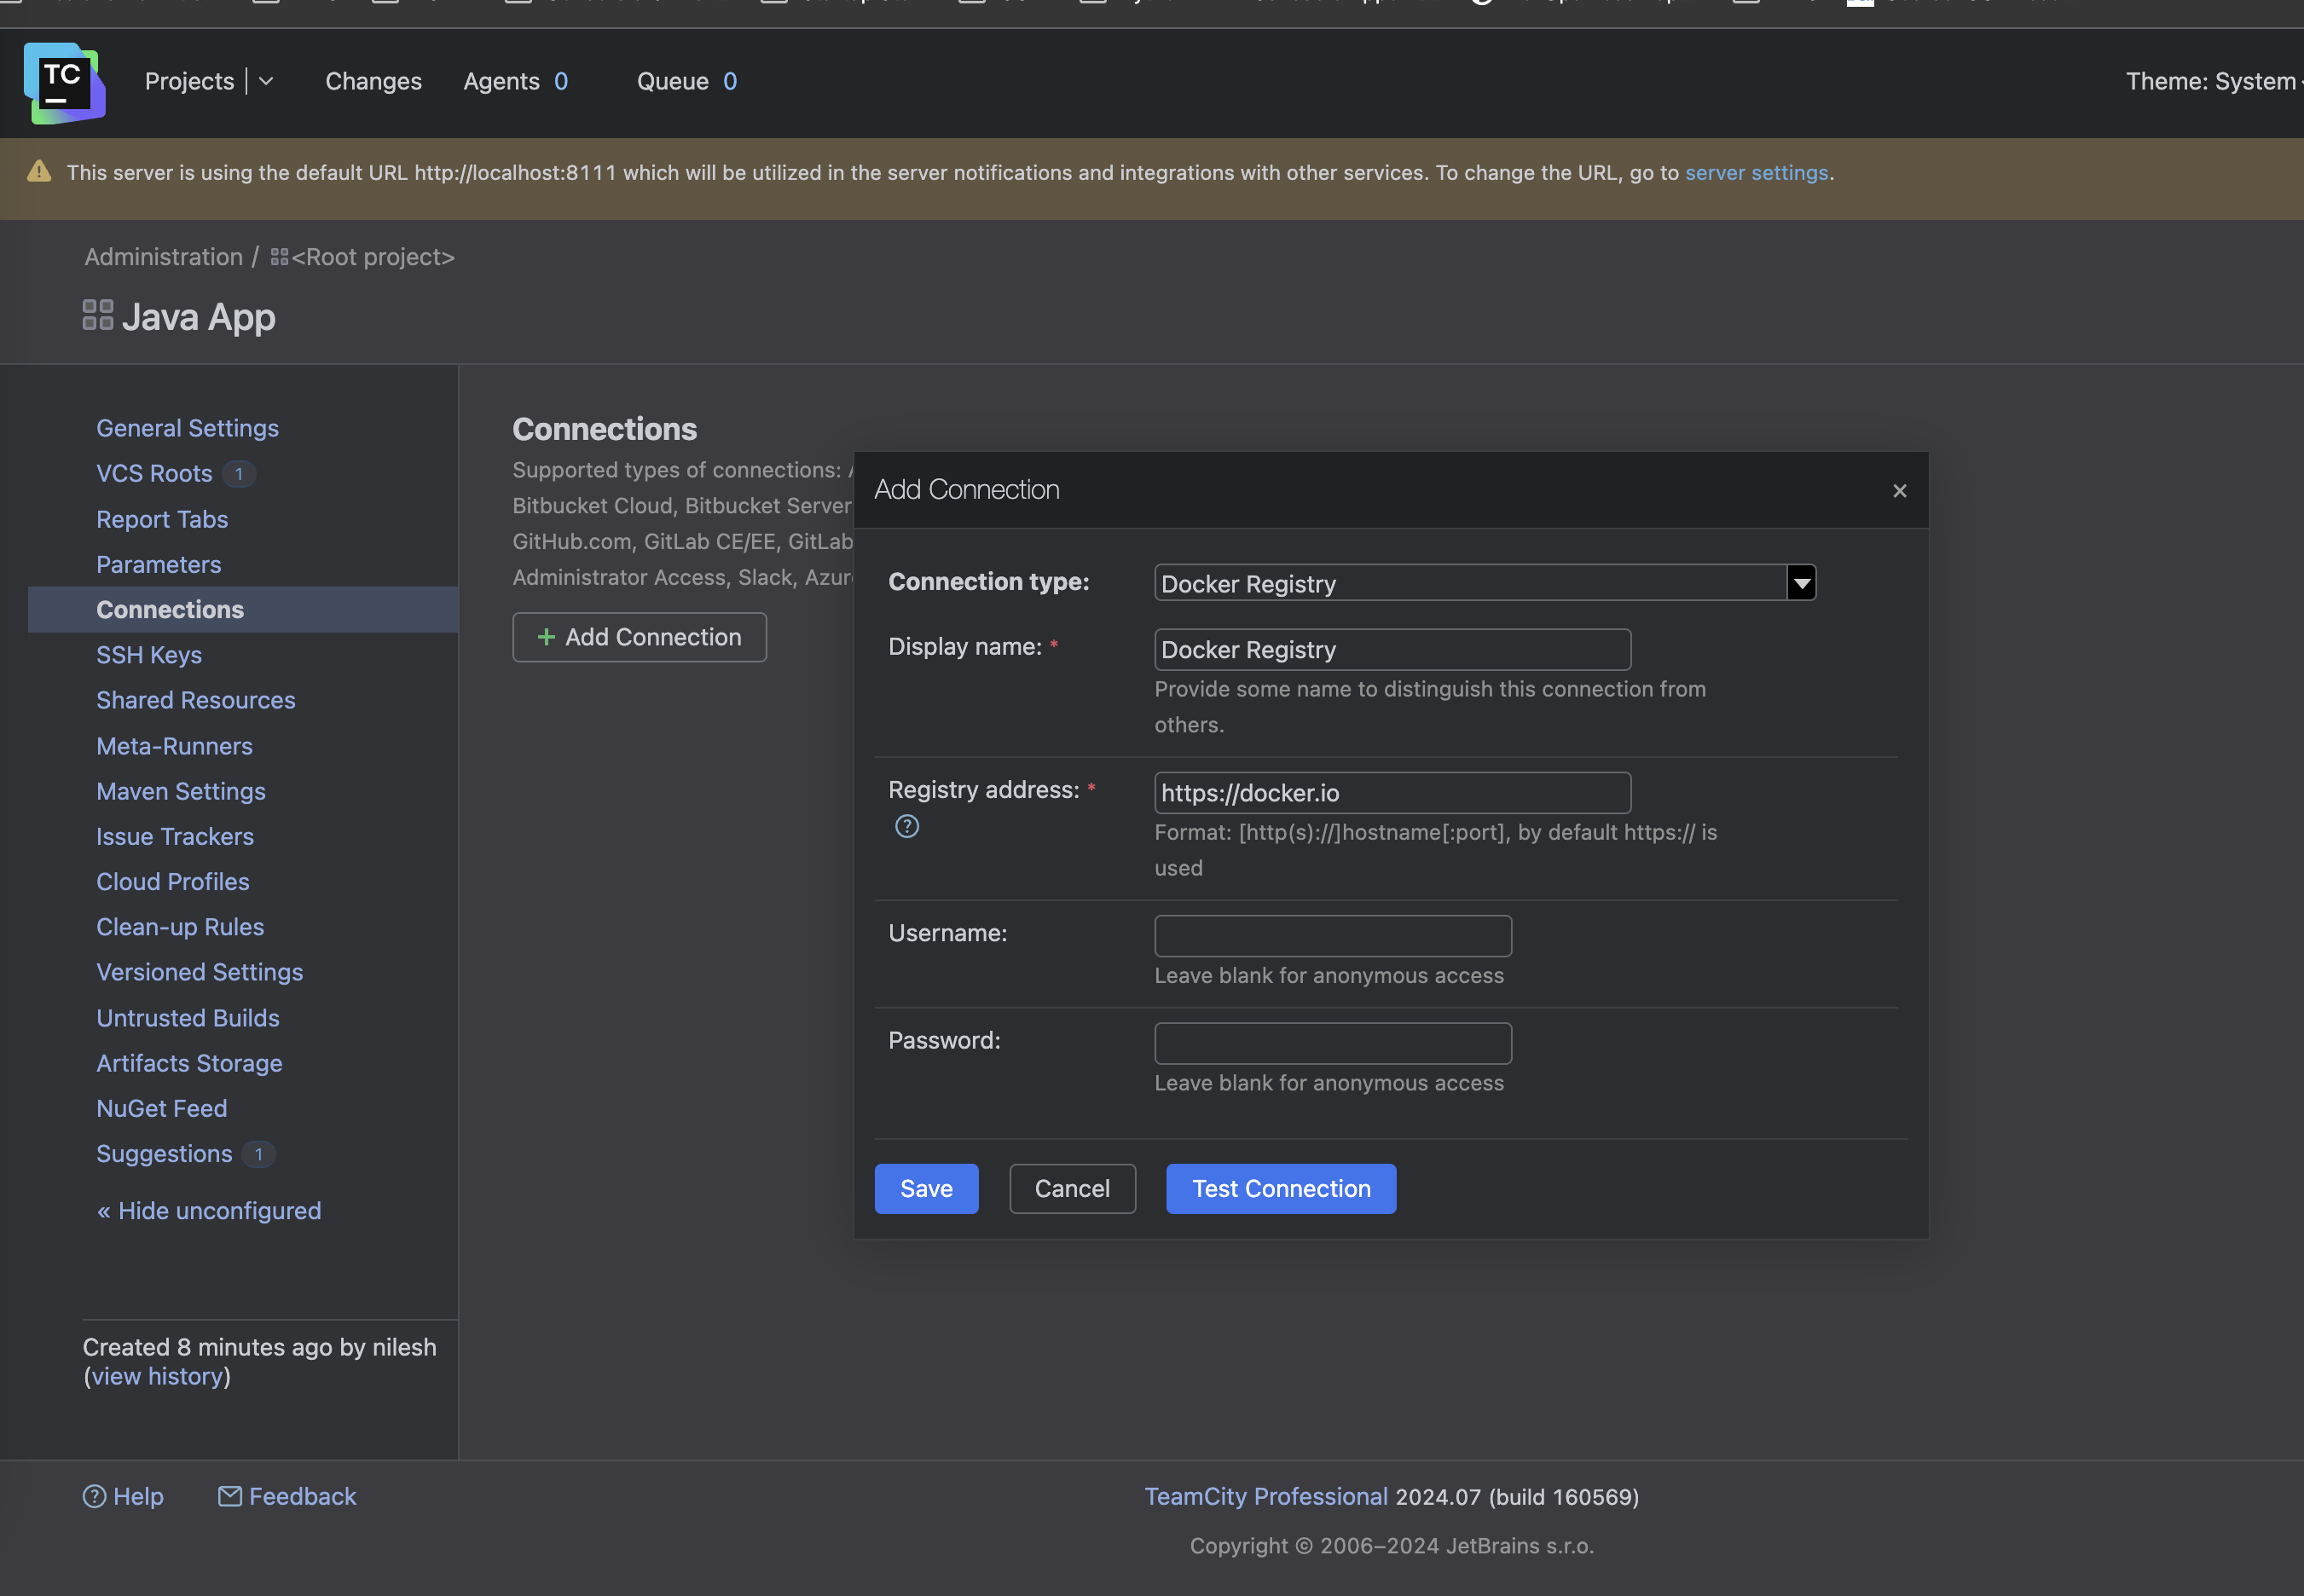 TC
Projects
Changes
Agents 0
Queue 0
Theme: System
This server is using the default URL http://localhost:8111 which will be utilized in the server notifications and integrations with other services. To change the URL, go to server settings.
Administration / <Root project>
Java App
General Settings
VCS Roots 1
Report Tabs
Parameters
Connections
SSH Keys
Shared Resources
Meta-Runners
Maven Settings
Issue Trackers
Cloud Profiles
Clean-up Rules
Versioned Settings
Untrusted Builds
Artifacts Storage
NuGet Feed
Suggestions 1
« Hide unconfigured
Created 8 minutes ago by nilesh
(view history)
Connections
Supported types of connections:
Bitbucket Cloud, Bitbucket Server
GitHub.com, GitLab CE/EE, GitLab
Administrator Access, Slack,
+ Add Connection
Add Connection
×
Connection type: Docker Registry
Display name: * Docker Registry
Provide some name to distinguish this connection from
others.
Registry address: * https://docker.io
?
Format: [http(s)://]hostname[:port], by default https:// is
used
Username:
Leave blank for anonymous access
Password:
Leave blank for anonymous access
Save
Cancel
Test Connection
? Help
Feedback
TeamCity Professional 2024.07 (build 160569)
Copyright © 2006–2024 JetBrains s.r.o.